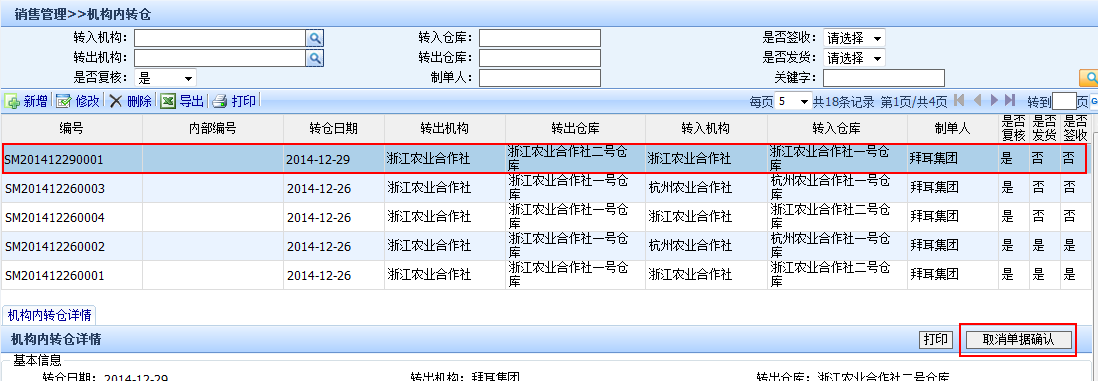 销售管理>>机构内转仓
转入机构: 转入仓库: 是否签收: 请选择
转出机构: 转出仓库: 是否发货: 请选择
是否复核: 是 制单人: 关键字:
新增 修改 删除 导出 打印 每页 5 共18条记录 第1页/共4页 转到 页 G
编号 内部编号 转仓日期 转出机构 转出仓库 转入机构 转入仓库 制单人 是否复核 是否发货 是否签收
SM201412290001 2014-12-29 浙江农业合作社 浙江农业合作社二号仓库 浙江农业合作社 浙江农业合作社一号仓库 拜耳集团 是 否 否
SM201412260003 2014-12-26 浙江农业合作社 浙江农业合作社一号仓库 杭州农业合作社 杭州农业合作社一号仓库 拜耳集团 是 否 否
SM201412260004 2014-12-26 浙江农业合作社 浙江农业合作社一号仓库 浙江农业合作社 浙江农业合作社二号仓库 拜耳集团 是 否 否
SM201412260002 2014-12-26 浙江农业合作社 浙江农业合作社一号仓库 杭州农业合作社 杭州农业合作社一号仓库 拜耳集团 是 是 是
SM201412260001 2014-12-26 浙江农业合作社 浙江农业合作社一号仓库 浙江农业合作社 浙江农业合作社二号仓库 拜耳集团 是 是 是
机构内转仓详情
机构内转仓详情 打印 取消单据确认
基本信息
转仓日期: 2014-12-29 转出机构: 拜耳集团 转出仓库: 浙江农业合作社二号仓库